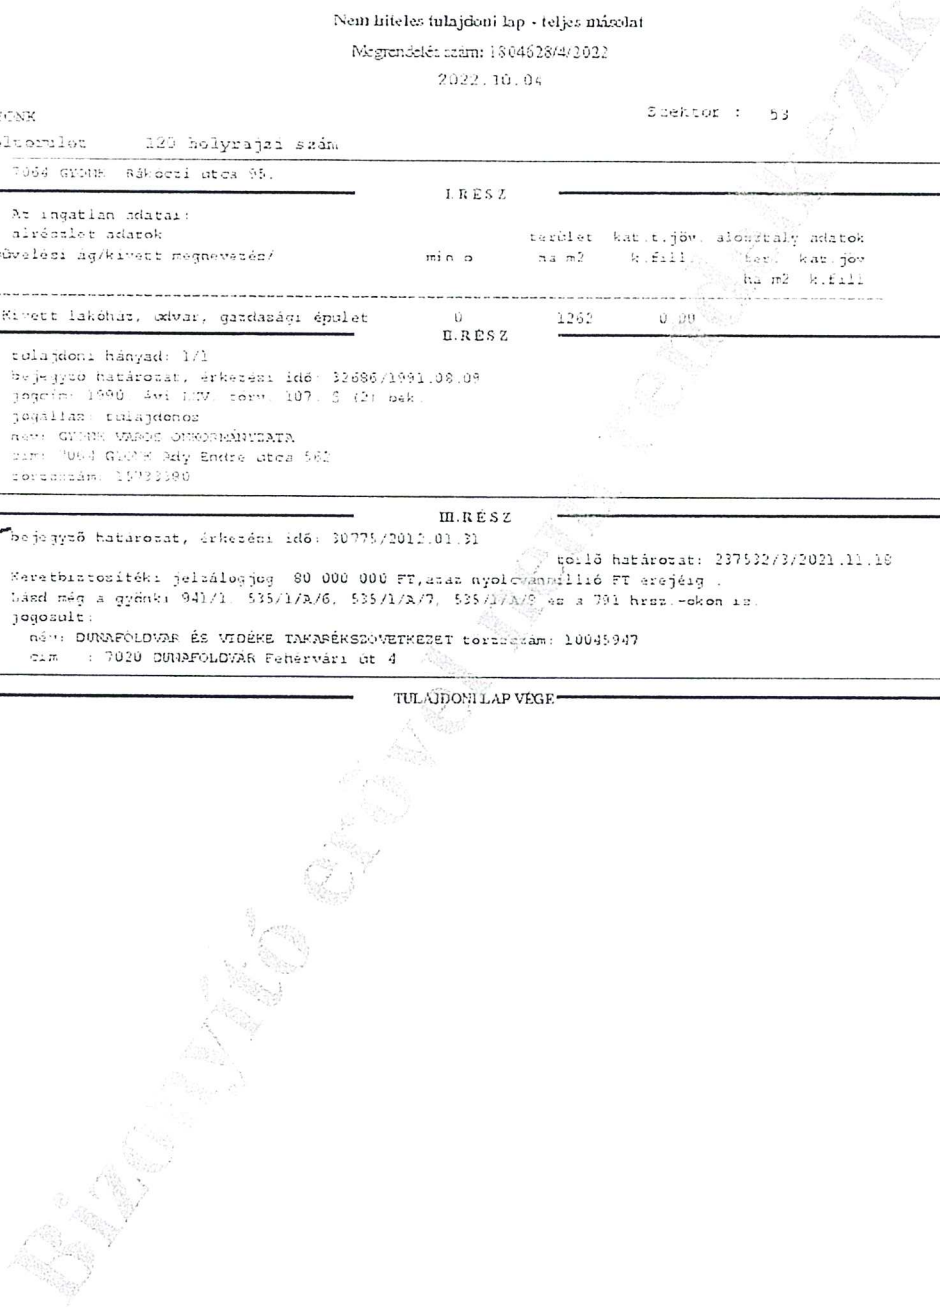 Nem hiteles tulajdoni lap - teljes másolat
Megrendelés szám: 1804628/4/2022
2022.10.04
Szektor : 53
120 helyrajzi szám
7064 GYÖNK Rákóczi utca 95.
I.RÉSZ
Az ingatlan adatai:
alrészlet adatok
terület kat.t.jöv. alosztály adatok
művelési ág/kivett megnevezés/ min.o ha m2 k.fill. ter. kat.jöv
ha m2 k.fill
Kivett lakóház, udvar, gazdasági épület 0 1262 0.00
II.RÉSZ
tulajdoni hányad: 1/1
bejegyző határozat, érkezési idő: 32686/1991.08.09
jogcím: 1990. évi LXV. törv. 107. § (2) bek.
jogállás: tulajdonos
név: GYÖNK VÁROS ÖNKORMÁNYZATA
cím: 7064 GYÖNK Ady Endre utca 562
törzsszám: 15733390
III.RÉSZ
bejegyző határozat, érkezési idő: 30775/2012.01.31
törlő határozat: 237532/3/2021.11.18
Keretbiztosítéki jelzálogjog 80 000 000 FT,azaz nyolcvanmillió FT erejéig .
Lásd még a gyönki 941/1, 535/1/A/6, 535/1/A/7, 535/1/A/9 és a 791 hrsz.-okon is.
jogosult:
név: DUNAFÖLDVÁR ÉS VIDÉKE TAKARÉKSZÖVETKEZET törzsszám: 10045947
cím : 7020 DUNAFÖLDVÁR Fehérvári út 4
TULAJDONI LAP VÉGE
Bizonyító erővel nem rendelkezik